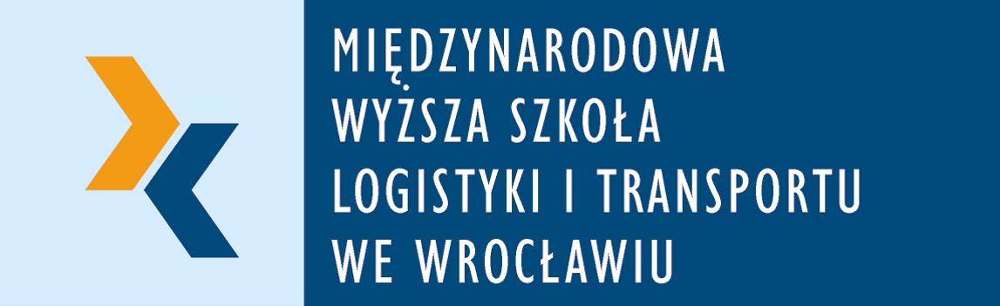 MIĘDZYNARODOWA
WYŻSZA SZKOŁA
LOGISTYKI I TRANSPORTU
WE WROCŁAWIU